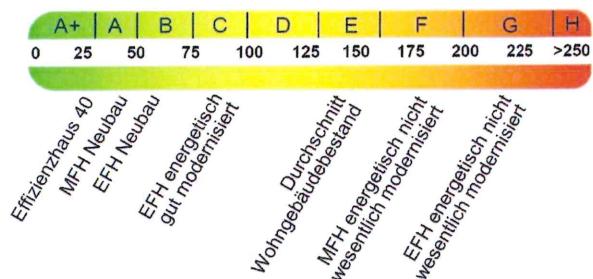 A+ A B C D E F G H
0 25 50 75 100 125 150 175 200 225 >250
Effizienzhaus 40
MFH Neubau
EFH Neubau
EFH energetisch
gut modernisiert
Durchschnitt
Wohngebäudebestand
MFH energetisch nicht
wesentlich modernisiert
EFH energetisch nicht
wesentlich modernisiert